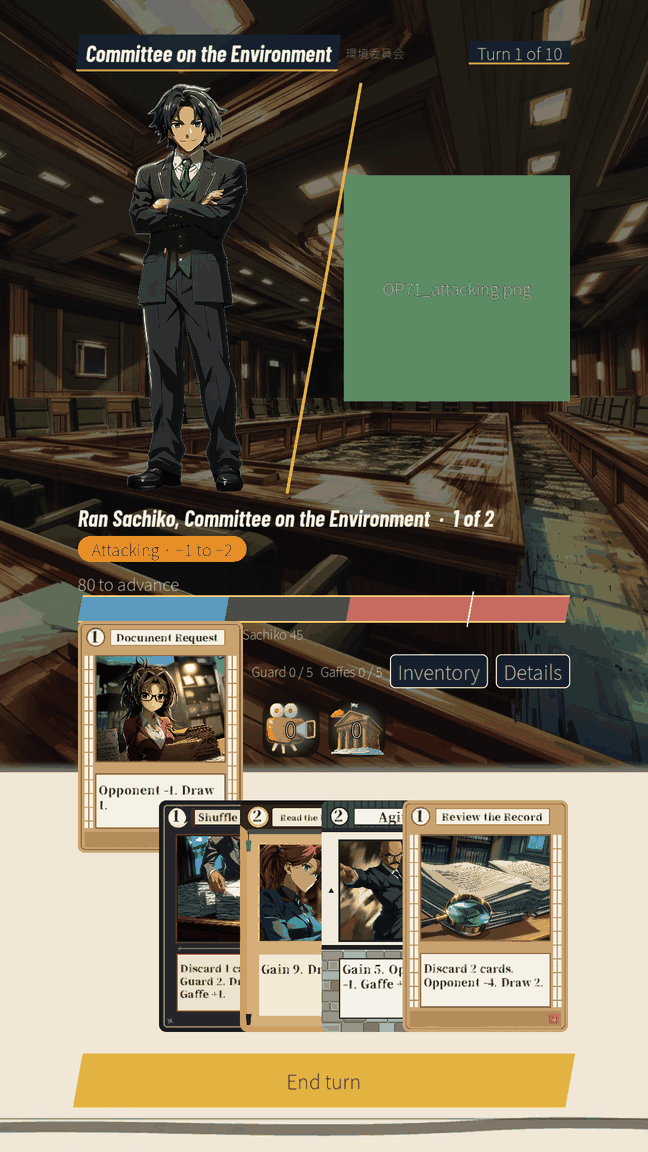 Committee on the Environment
環境委員会
Turn 1 of 10
OP71_attacking.png
Ran Sachiko, Committee on the Environment · 1 of 2
Attacking · −1 to −2
80 to advance
Sachiko 45
Guard 0 / 5
Gaffes 0 / 5
Inventory
Details
0
0
1
Document Request
Opponent -1. Draw
1.
1
Shuffle
Discard 1 ca
Guard 2. Dr
Gaffe +1.
2
Read the
Gain 9. Dr
2
Agi
Gain 5. Op
-1. Gaffe +
1
Review the Record
Discard 2 cards.
Opponent -4. Draw 2.
End turn